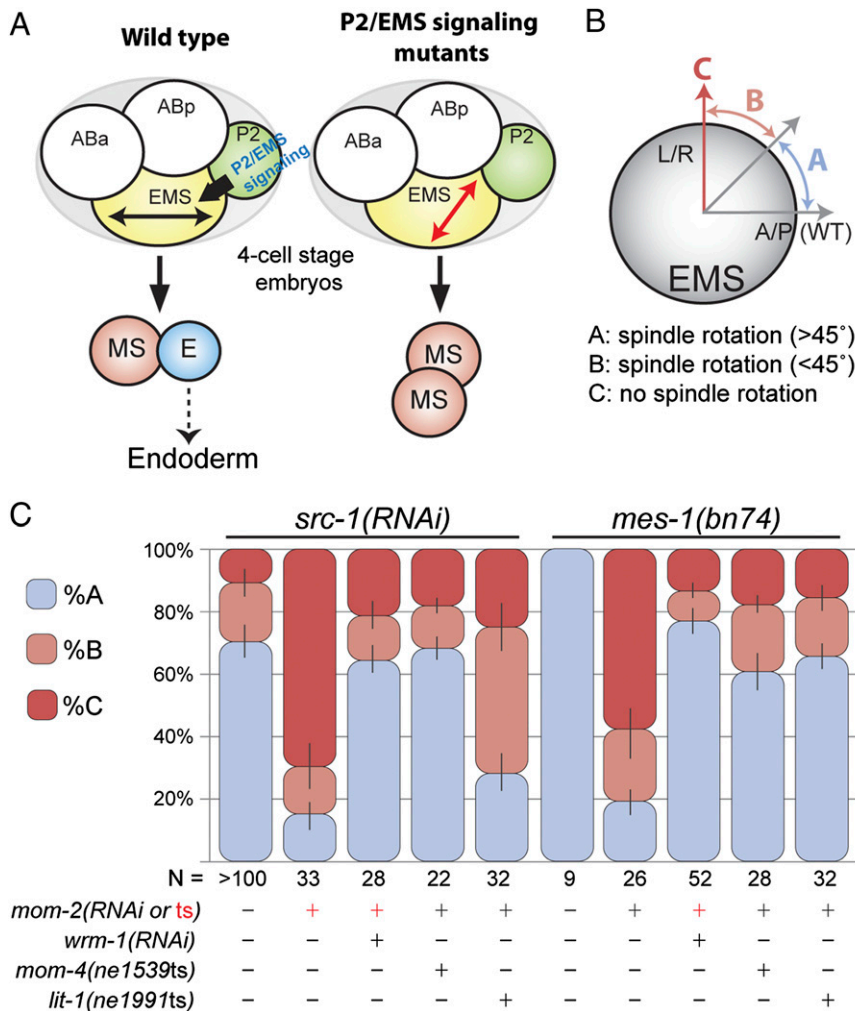 A
Wild type
P2/EMS signaling
mutants
ABa
ABp
P2
P2/EMS
signaling
EMS
ABa
ABp
P2
EMS
4-cell stage
embryos
MS
E
MS
MS
Endoderm
B
C
B
A
L/R
A/P (WT)
EMS
A: spindle rotation (>45˚)
B: spindle rotation (<45˚)
C: no spindle rotation
C
src-1(RNAi)
mes-1(bn74)
%A
%B
%C
100%
80%
60%
40%
20%
N = >100 33 28 22 32 9 26 52 28 32
mom-2(RNAi or ts) – + + + + – + + + +
wrm-1(RNAi) – – + – – – – + – –
mom-4(ne1539ts) – – – + – – – – + –
lit-1(ne1991ts) – – – – + – – – – +